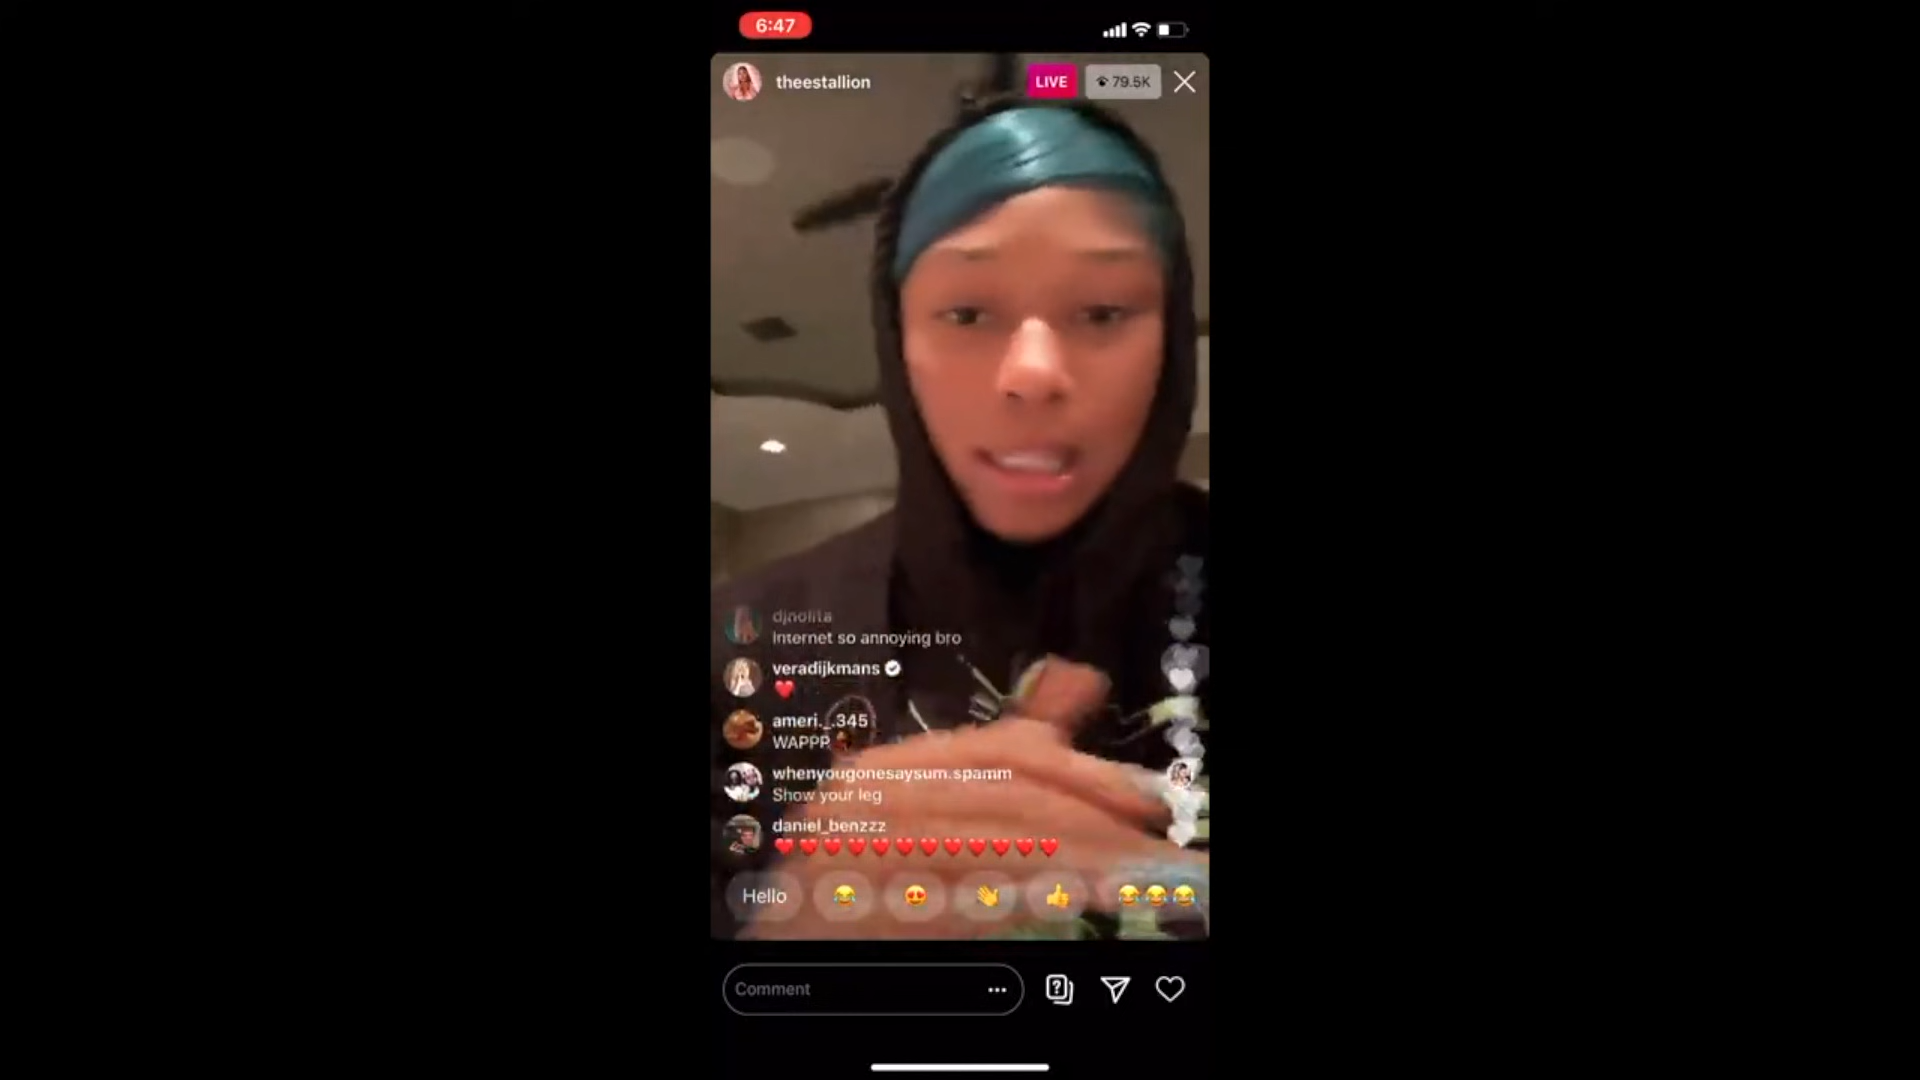 6:47
theestallion
LIVE
79.5K
djnolita
Internet so annoying bro
veradijkmans
❤️
ameri._.345
WAPPP
whenyougonesaysum.spamm
Show your leg
daniel_benzzz
❤️❤️❤️❤️❤️❤️❤️❤️❤️❤️❤️❤️
Hello 😂 😍 👋 👍 😂😂😂
Comment